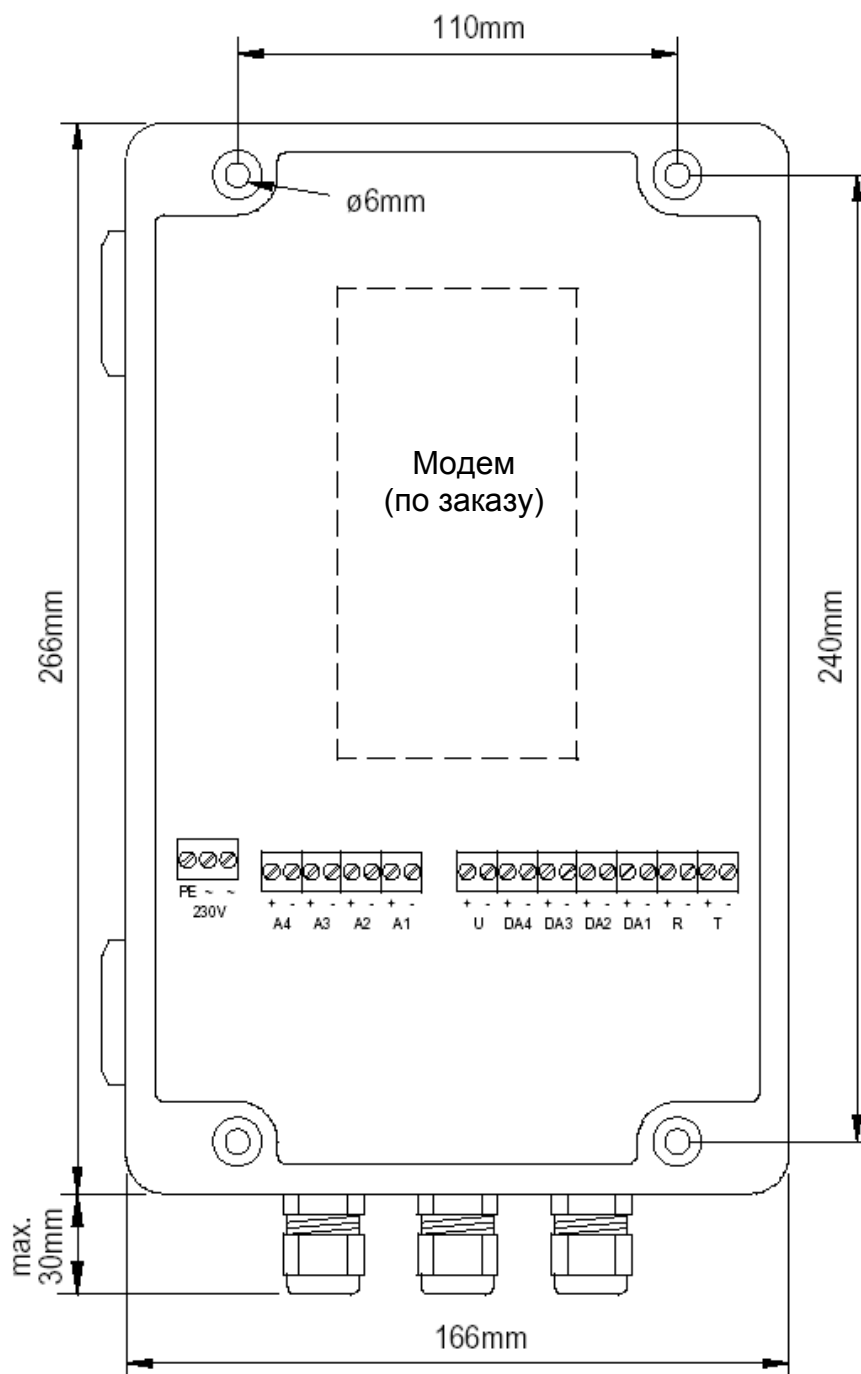 110mm
ø6mm
Модем
(по заказу)
266mm
240mm
PE ~ ~
230V
+ - + - + - + -
A4 A3 A2 A1
+ - + - + - + - + - + - + -
U DA4 DA3 DA2 DA1 R T
max.
30mm
166mm